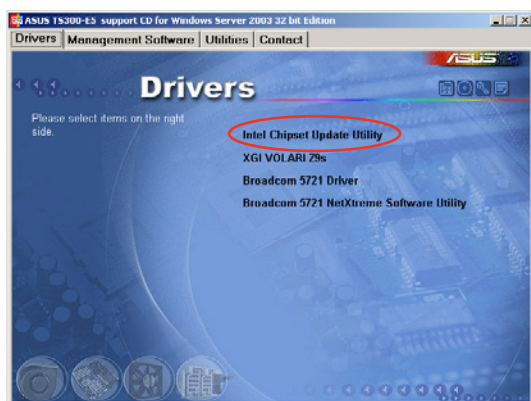 ASUS TS300-E5 support CD for Windows Server 2003 32 bit Edition
Drivers Management Software Utilities Contact
ASUS
Drivers
Please select items on the right
side.
Intel Chipset Update Utility
XGI VOLARI Z9s
Broadcom 5721 Driver
Broadcom 5721 NetXtreme Software Utility